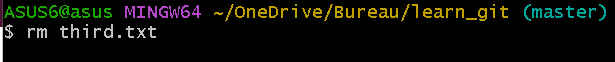 ASUS6@asus MINGW64 ~/OneDrive/Bureau/learn_git (master)
$ rm third.txt